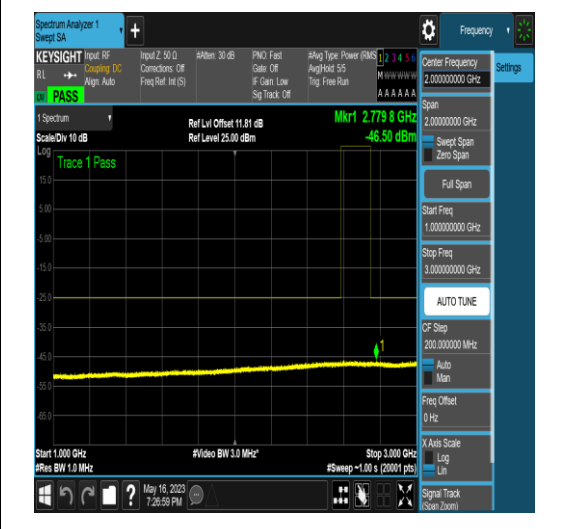 Spectrum Analyzer 1
Swept SA
+
Frequency
KEYSIGHT
RL
PASS
Input: RF
Coupling: DC
Align: Auto
Input Z: 50 Ω
Corrections: Off
Freq Ref: Int (S)
#Atten: 30 dB
PNO: Fast
Gate: Off
IF Gain: Low
Sig Track: Off
#Avg Type: Power (RMS
Avg|Hold: 5/5
Trig: Free Run
1 2 3 4 5 6
M W W W W W
A A A A A A
1 Spectrum
Scale/Div 10 dB
Ref Lvl Offset 11.81 dB
Ref Level 25.00 dBm
Mkr1 2.779 8 GHz
-46.50 dBm
Log
Trace 1 Pass
15.0
5.00
-5.00
-15.0
-25.0
-35.0
-45.0
-55.0
-65.0
1
Start 1.000 GHz
#Res BW 1.0 MHz
#Video BW 3.0 MHz*
Stop 3.000 GHz
#Sweep ~1.00 s (20001 pts)
?
May 16, 2023
7:26:59 PM
Center Frequency
2.000000000 GHz
Span
2.00000000 GHz
Swept Span
Zero Span
Full Span
Start Freq
1.000000000 GHz
Stop Freq
3.000000000 GHz
AUTO TUNE
CF Step
200.000000 MHz
Auto
Man
Freq Offset
0 Hz
X Axis Scale
Log
Lin
Signal Track
(Span Zoom)
Settings